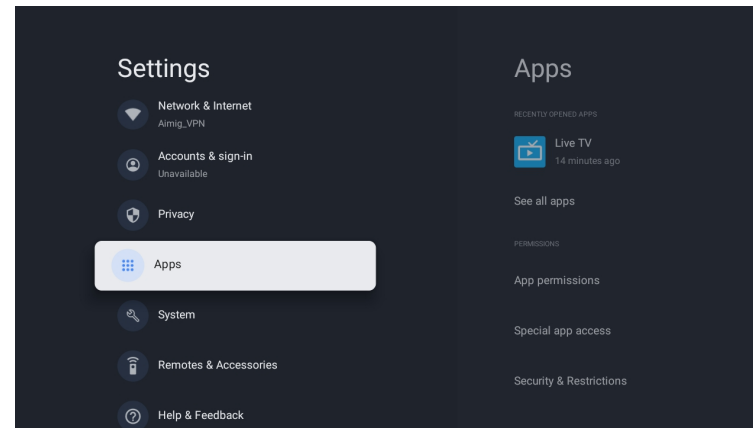 Settings
Network & Internet
Aimig_VPN
Accounts & sign-in
Unavailable
Privacy
Apps
System
Remotes & Accessories
Help & Feedback
Apps
RECENTLY OPENED APPS
Live TV
14 minutes ago
See all apps
PERMISSIONS
App permissions
Special app access
Security & Restrictions